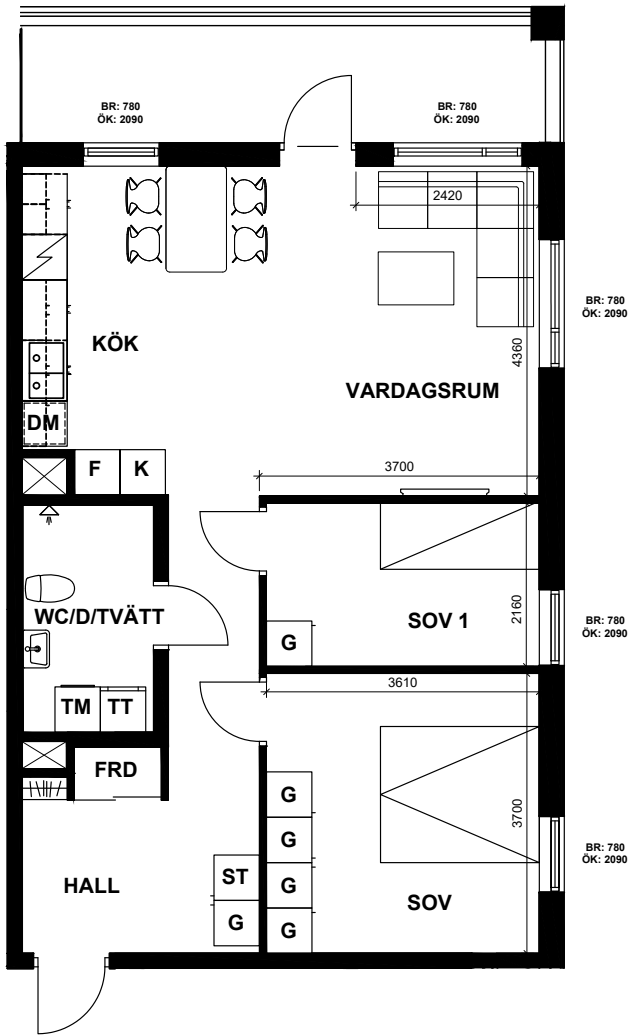 BR: 780
ÖK: 2090
BR: 780
ÖK: 2090
2420
BR: 780
ÖK: 2090
KÖK
4360
VARDAGSRUM
DM
F
K
3700
WC/D/TVÄTT
SOV 1
2160
BR: 780
ÖK: 2090
G
3610
TM
TT
FRD
G
3700
G
BR: 780
ÖK: 2090
HALL
ST
G
SOV
G
G